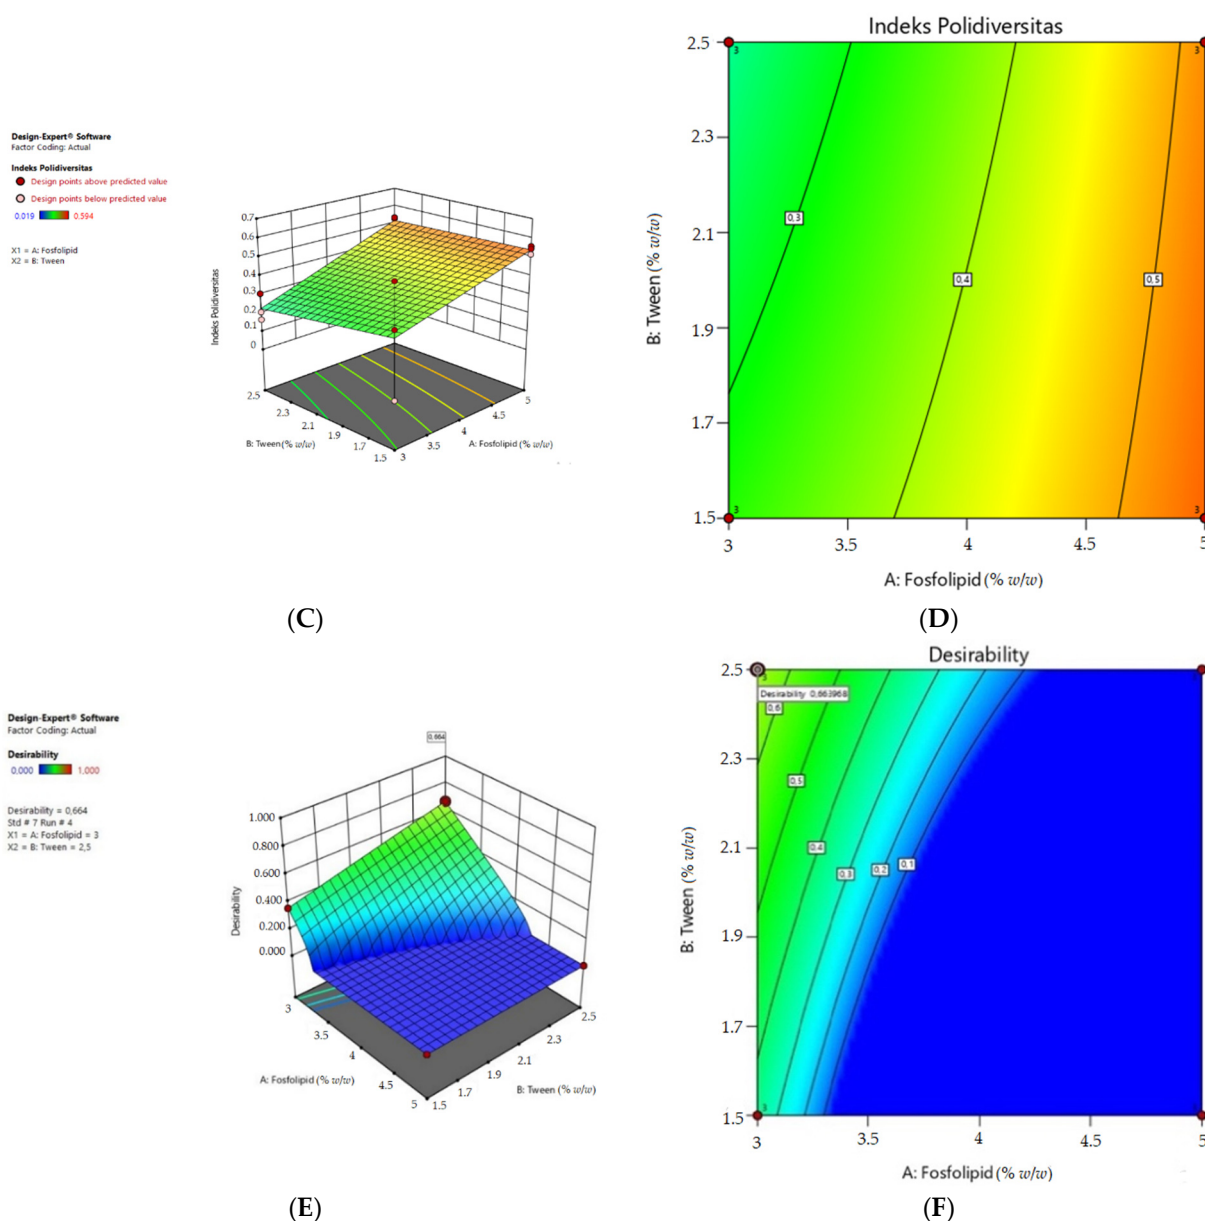 Design-Expert® Software
Factor Coding: Actual
Indeks Polidiversitas
Design points above predicted value
Design points below predicted value
0.019 0.594
X1 = A: Fosfolipid
X2 = B: Tween
Indeks Polidiversitas
0.7
0.6
0.5
0.4
0.3
0.2
0.1
0
2.5
2.3
2.1
1.9
1.7
1.5
3
3.5
4
4.5
5
B: Tween (% w/w)
A: Fosfolipid (% w/w)
(C)
Indeks Polidiversitas
B: Tween (% w/w)
2.5
2.3
2.1
1.9
1.7
1.5
3 3
3 3
0,3
0,4
0,5
3 3.5 4 4.5 5
A: Fosfolipid (% w/w)
(D)
Design-Expert® Software
Factor Coding: Actual
Desirability
0.000 1.000
Desirability = 0,664
Std # 7 Run # 4
X1 = A: Fosfolipid = 3
X2 = B: Tween = 2,5
0,664
Desirability
1.000
0.800
0.600
0.400
0.200
0.000
3
3.5
4
4.5
5
1.5
1.7
1.9
2.1
2.3
2.5
A: Fosfolipid (% w/w)
B: Tween (% w/w)
(E)
Desirability
B: Tween (% w/w)
2.5
2.3
2.1
1.9
1.7
1.5
3
Desirability 0,663968
0,6
0,5
0,4
0,3
0,2
0,1
3 3
3 3.5 4 4.5 5
A: Fosfolipid (% w/w)
(F)